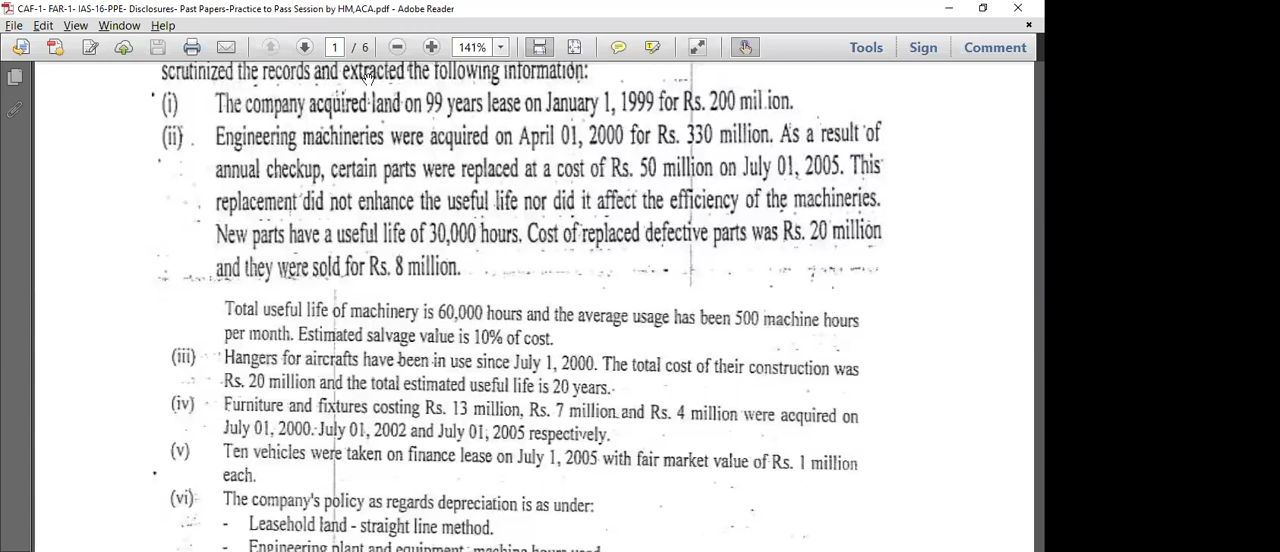 CAF-1- FAR-1- IAS-16-PPE- Disclosures- Past Papers-Practice to Pass Session by HM,ACA.pdf - Adobe Reader
File Edit View Window Help
1 / 6 141% Tools Sign Comment
scrutinized the records and extracted the following information:
(i) The company acquired land on 99 years lease on January 1, 1999 for Rs. 200 mil.ion.
(ii) . Engineering machineries were acquired on April 01, 2000 for Rs. 330 million. As a result of
annual checkup, certain parts were replaced at a cost of Rs. 50 million on July 01, 2005. This
replacement did not enhance the useful life nor did it affect the efficiency of the machineries.
New parts have a useful life of 30,000 hours. Cost of replaced defective parts was Rs. 20 million
and they were sold for Rs. 8 million.
Total useful life of machinery is 60,000 hours and the average usage has been 500 machine hours
per month. Estimated salvage value is 10% of cost.
(iii) Hangers for aircrafts have been in use since July 1, 2000. The total cost of their construction was
Rs. 20 million and the total estimated useful life is 20 years.
(iv) Furniture and fixtures costing Rs. 13 million, Rs. 7 million and Rs. 4 million were acquired on
July 01, 2000. July 01, 2002 and July 01, 2005 respectively.
(v) Ten vehicles were taken on finance lease on July 1, 2005 with fair market value of Rs. 1 million
each.
(vi) The company's policy as regards depreciation is as under:
- Leasehold land - straight line method.
- Engineering plant and equipment machine hours used